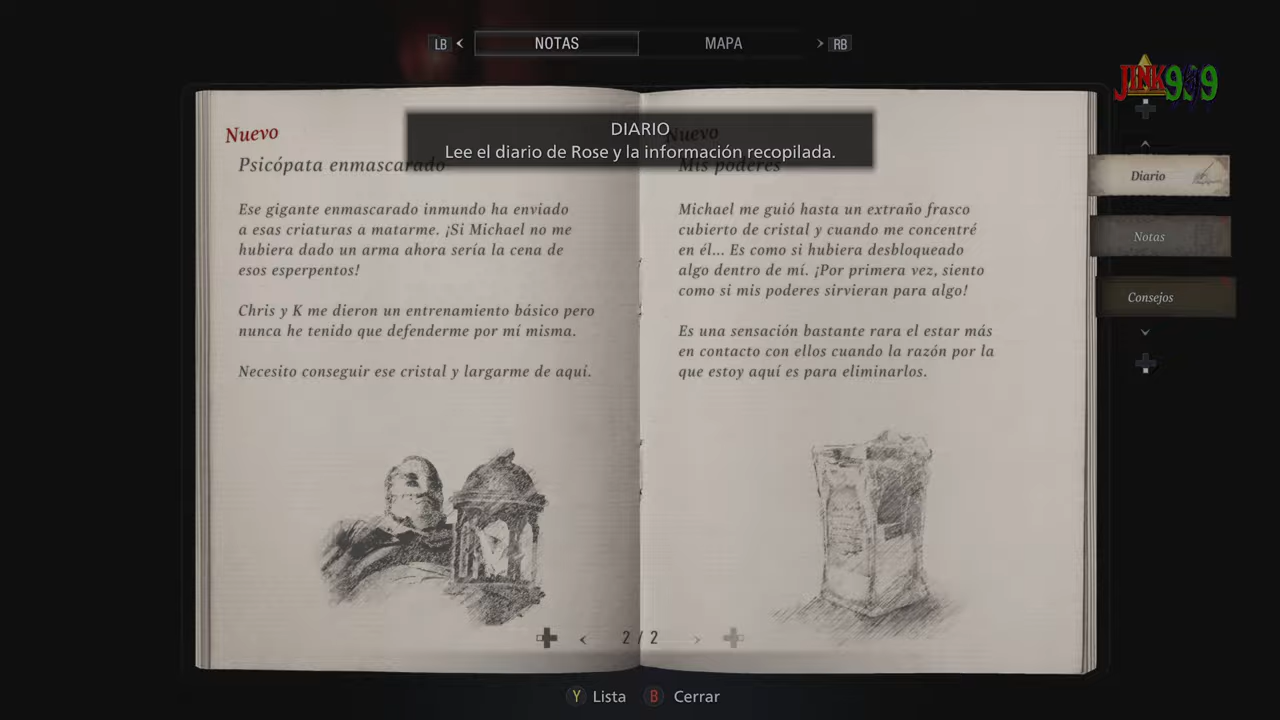 LB
NOTAS
MAPA
RB
JINK999
DIARIO
Lee el diario de Rose y la información recopilada.
Nuevo
Psicópata enmascarado
Ese gigante enmascarado inmundo ha enviado
a esas criaturas a matarme. ¡Si Michael no me
hubiera dado un arma ahora sería la cena de
esos esperpentos!
Chris y K me dieron un entrenamiento básico pero
nunca he tenido que defenderme por mí misma.
Necesito conseguir ese cristal y largarme de aquí.
Nuevo
Mis poderes
Michael me guió hasta un extraño frasco
cubierto de cristal y cuando me concentré
en él... Es como si hubiera desbloqueado
algo dentro de mí. ¡Por primera vez, siento
como si mis poderes sirvieran para algo!
Es una sensación bastante rara el estar más
en contacto con ellos cuando la razón por la
que estoy aquí es para eliminarlos.
Diario
Notas
Consejos
2 / 2
Y Lista B Cerrar